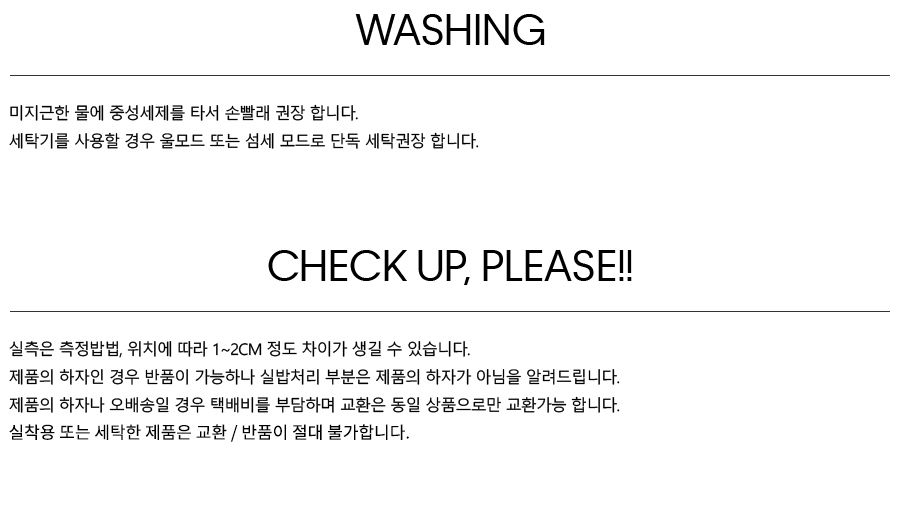 WASHING
미지근한 물에 중성세제를 타서 손빨래 권장 합니다.
세탁기를 사용할 경우 울모드 또는 섬세 모드로 단독 세탁권장 합니다.
CHECK UP, PLEASE!!
실측은 측정밥법, 위치에 따라 1~2CM 정도 차이가 생길 수 있습니다.
제품의 하자인 경우 반품이 가능하나 실밥처리 부분은 제품의 하자가 아님을 알려드립니다.
제품의 하자나 오배송일 경우 택배비를 부담하며 교환은 동일 상품으로만 교환가능 합니다.
실착용 또는 세탁한 제품은 교환 / 반품이 절대 불가합니다.